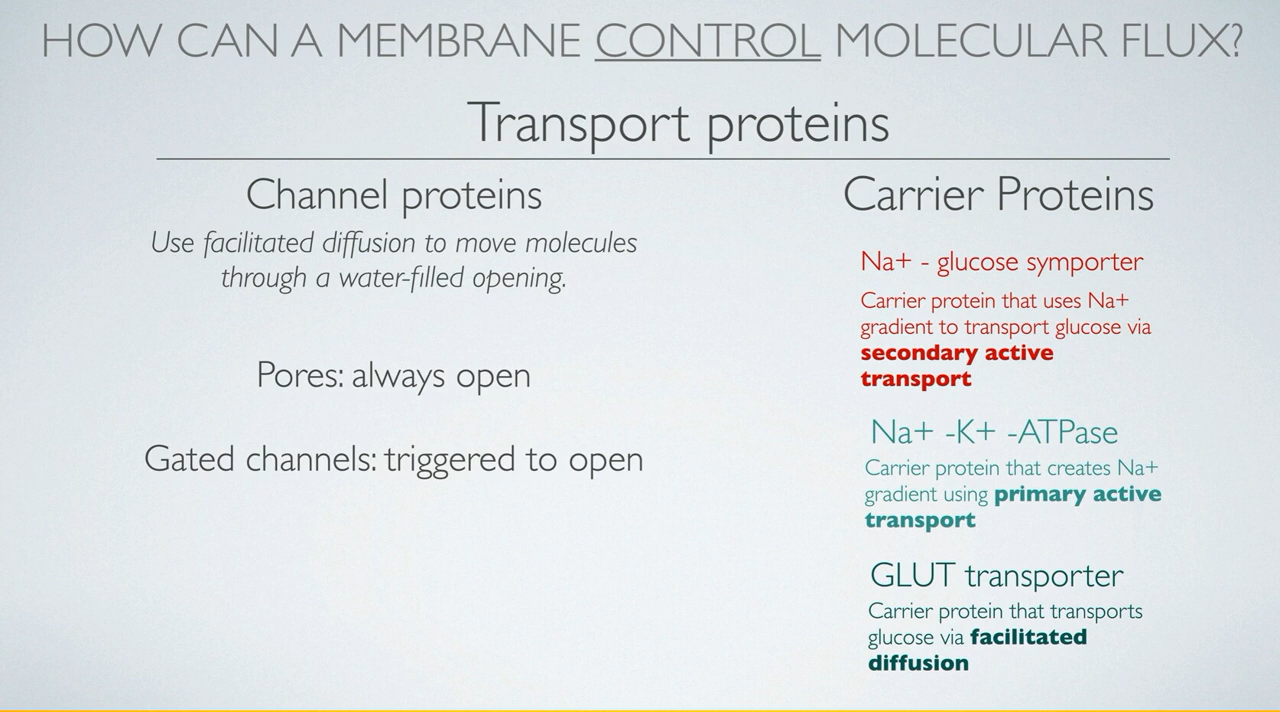 HOW CAN A MEMBRANE CONTROL MOLECULAR FLUX?
Transport proteins
Channel proteins
Use facilitated diffusion to move molecules
through a water-filled opening.
Pores: always open
Gated channels: triggered to open
Carrier Proteins
Na+ - glucose symporter
Carrier protein that uses Na+
gradient to transport glucose via
secondary active
transport
Na+ -K+ -ATPase
Carrier protein that creates Na+
gradient using primary active
transport
GLUT transporter
Carrier protein that transports
glucose via facilitated
diffusion